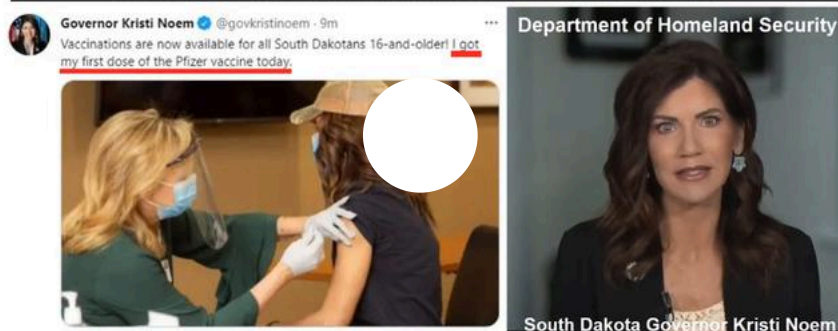 Governor Kristi Noem @govkristinoem · 9m
Vaccinations are now available for all South Dakotans 16-and-older! I got
my first dose of the Pfizer vaccine today.
Department of Homeland Security
South Dakota Governor Kristi Noem